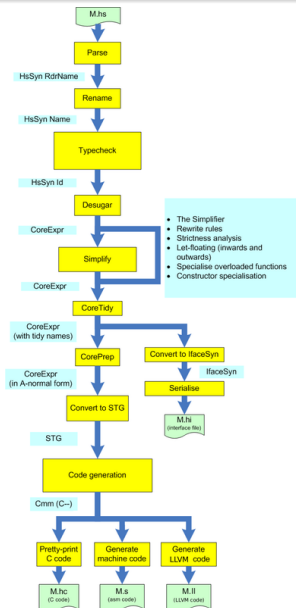 M.hs
Parse
HsSyn RdrName
Rename
HsSyn Name
Typecheck
HsSyn Id
Desugar
CoreExpr
• The Simplifier
• Rewrite rules
• Strictness analysis
• Let-floating (inwards and
outwards)
• Specialise overloaded functions
• Constructor specialisation
Simplify
CoreExpr
CoreTidy
CoreExpr
(with tidy names)
CorePrep
Convert to IfaceSyn
CoreExpr
(in A-normal form)
IfaceSyn
Serialise
Convert to STG
M.hi
(interface file)
STG
Code generation
Cmm (C--)
Pretty-print
C code
Generate
machine code
Generate
LLVM code
M.hc
(C code)
M.s
(asm code)
M.ll
(LLVM code)